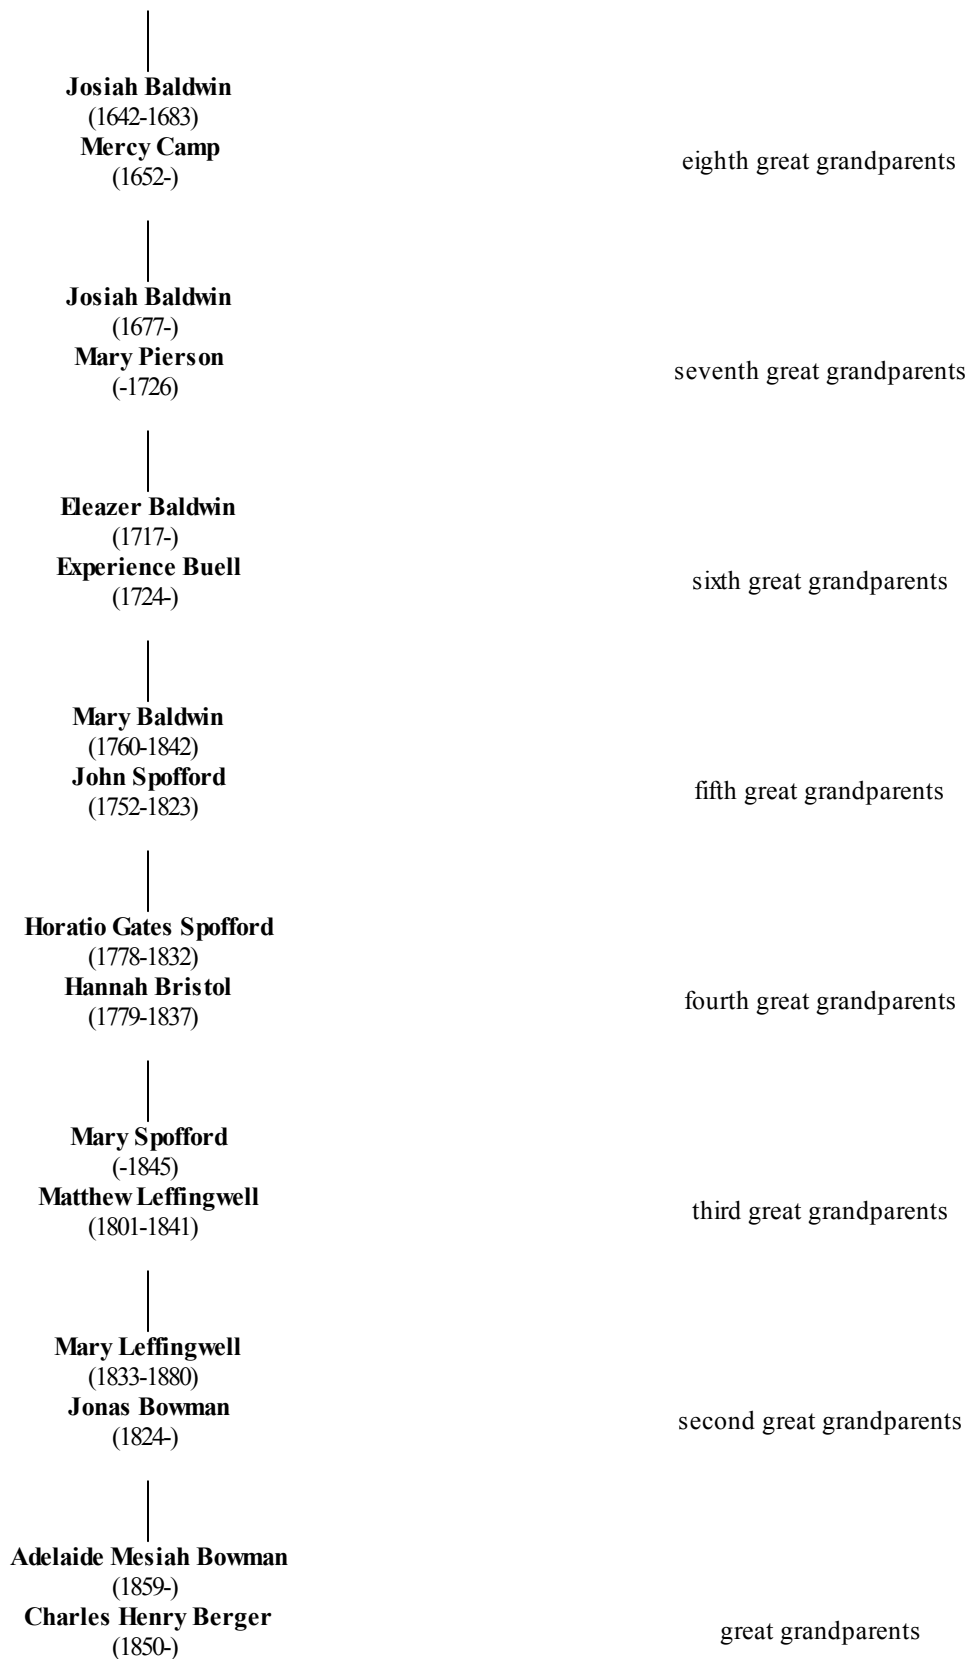 Josiah Baldwin
(1642-1683)
Mercy Camp
eighth great grandparents
(1652-)
Josiah Baldwin
(1677-)
Mary Pierson
seventh great grandparents
(-1726)
Eleazer Baldwin
(1717-)
Experience Buell
sixth great grandparents
(1724-)
Mary Baldwin
(1760-1842)
John Spofford
fifth great grandparents
(1752-1823)
Horatio Gates Spofford
(1778-1832)
Hannah Bristol
fourth great grandparents
(1779-1837)
Mary Spofford
(-1845)
Matthew Leffingwell
third great grandparents
(1801-1841)
Mary Leffingwell
(1833-1880)
Jonas Bowman
second great grandparents
(1824-)
Adelaide Mesiah Bowman
(1859-)
Charles Henry Berger
great grandparents
(1850-)